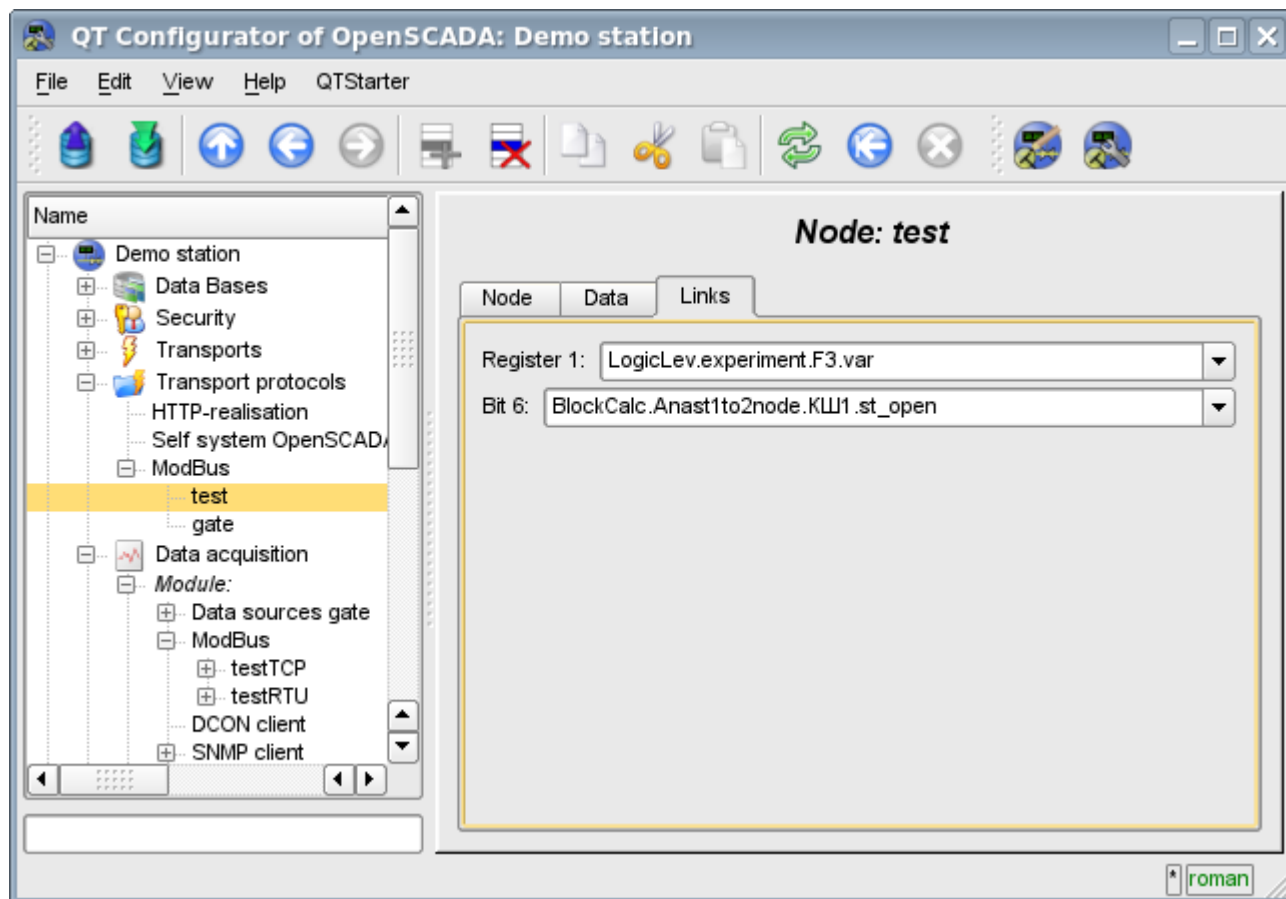 QT Configurator of OpenSCADA: Demo station
File Edit View Help QTStarter
Name
Demo station
Data Bases
Security
Transports
Transport protocols
HTTP-realisation
Self system OpenSCADA
ModBus
test
gate
Data acquisition
Module:
Data sources gate
ModBus
testTCP
testRTU
DCON client
SNMP client
Node: test
Node Data Links
Register 1: LogicLev.experiment.F3.var
Bit 6: BlockCalc.Anast1to2node.КШ1.st_open
* roman